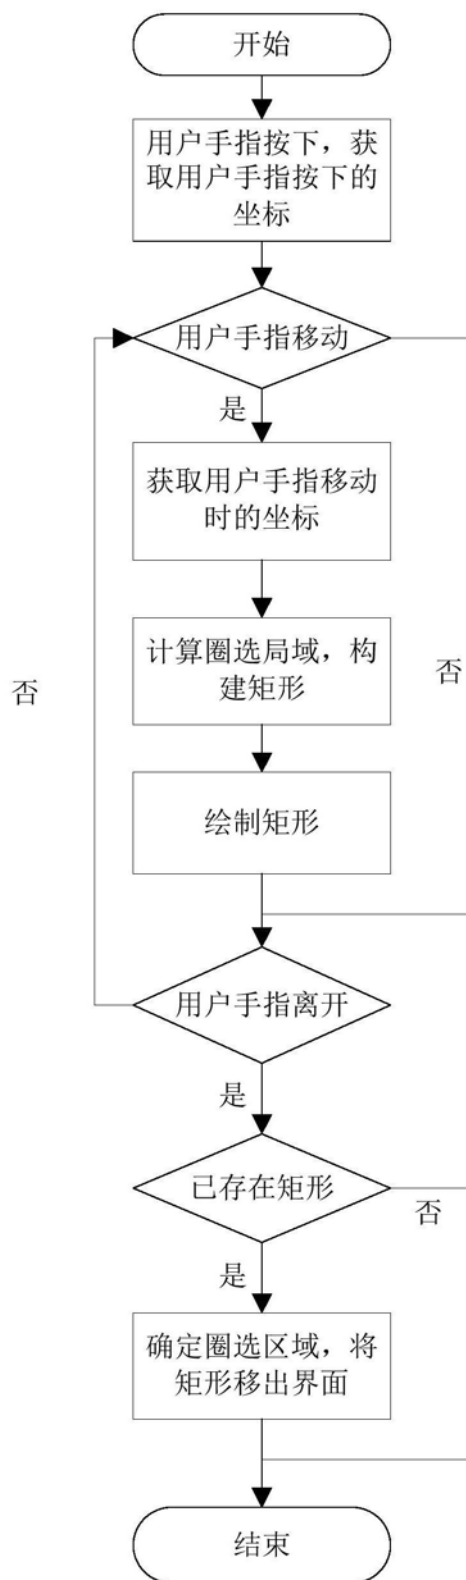 开始
用户手指按下，获
取用户手指按下的
坐标
用户手指移动
是
获取用户手指移动
时的坐标
计算圈选局域，构
建矩形
否
否
绘制矩形
用户手指离开
是
已存在矩形
否
是
确定圈选区域，将
矩形移出界面
结束